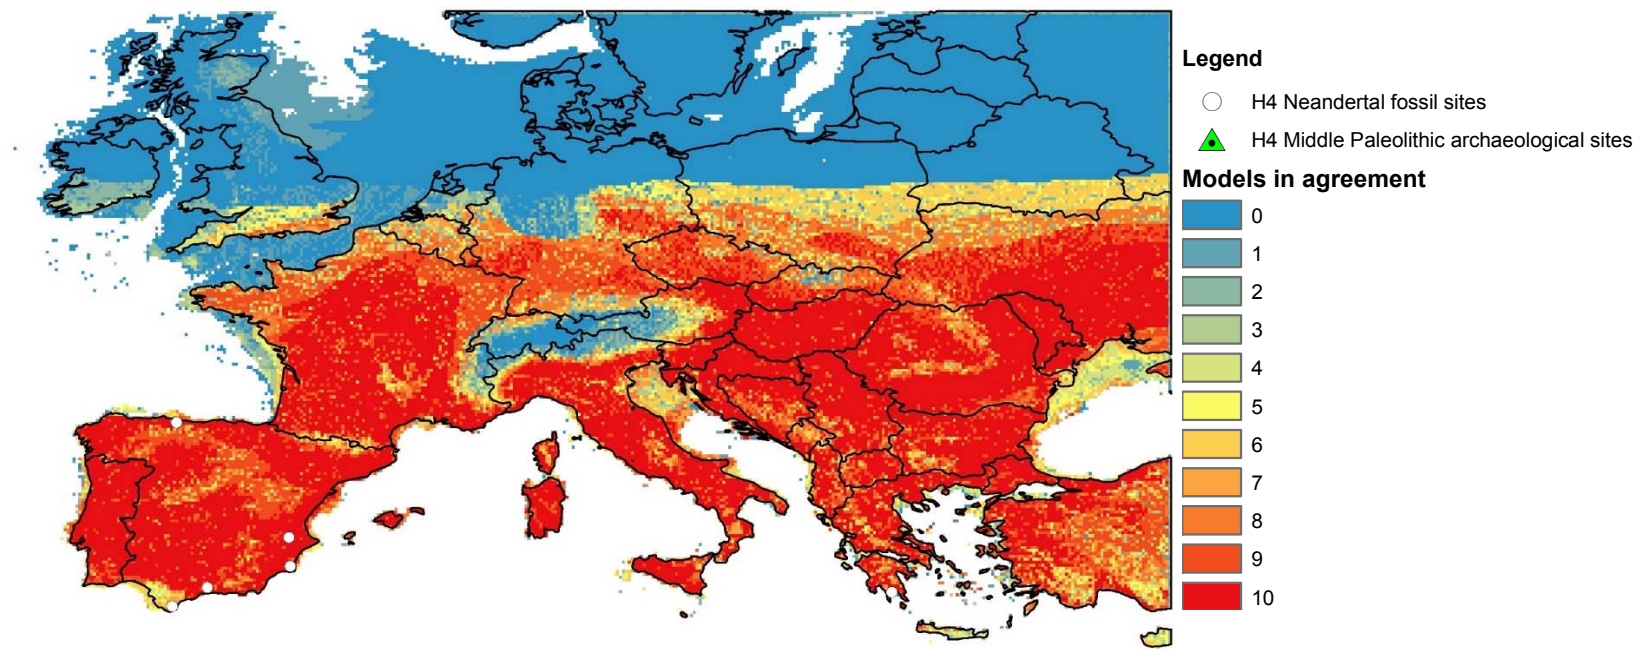 Legend
H4 Neandertal fossil sites
H4 Middle Paleolithic archaeological sites
Models in agreement
0
1
2
3
4
5
6
7
8
9
10